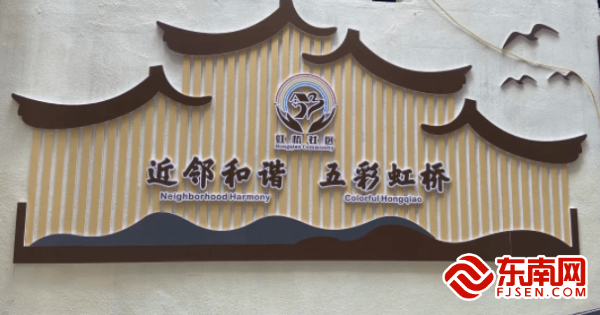 虹桥社区
Hongqiao Community
近邻和谐 五彩虹桥
Neighborhood Harmony Colorful Hongqiao
东南网
FJSEN.COM